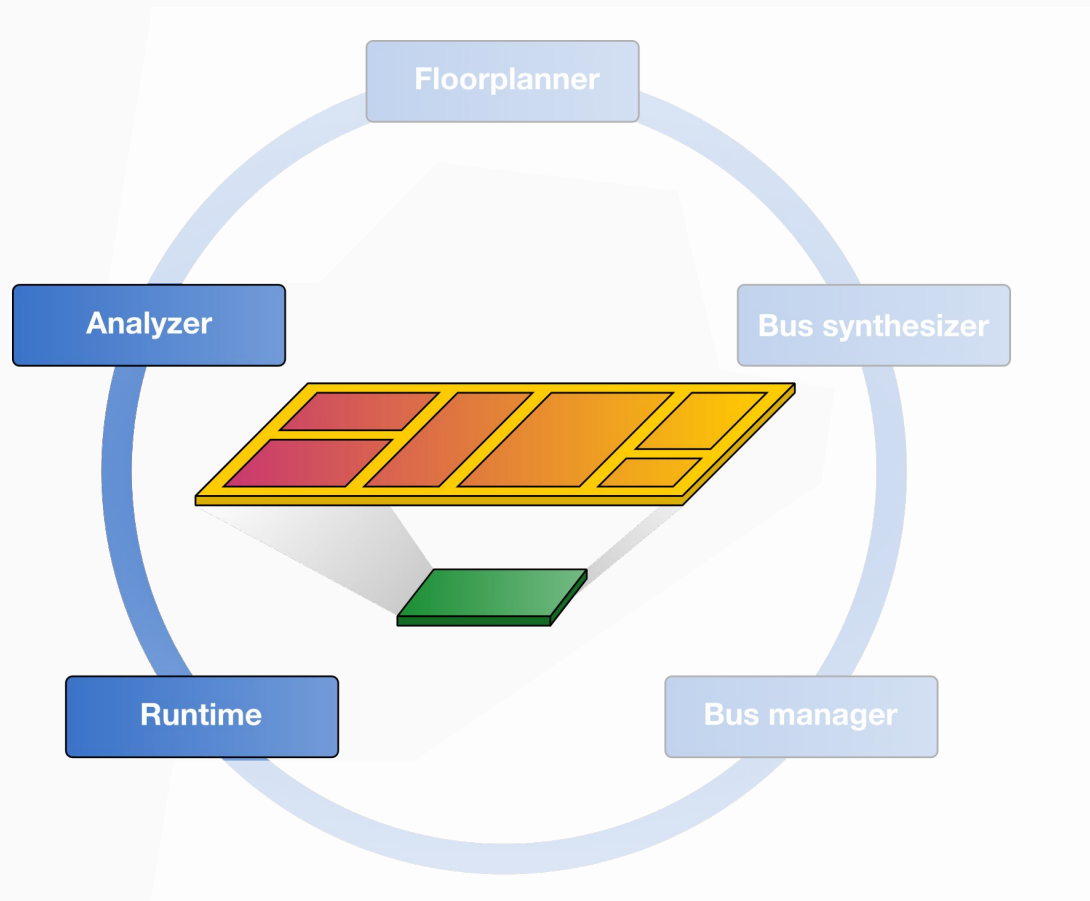 Floorplanner
Analyzer
Bus synthesizer
Runtime
Bus manager